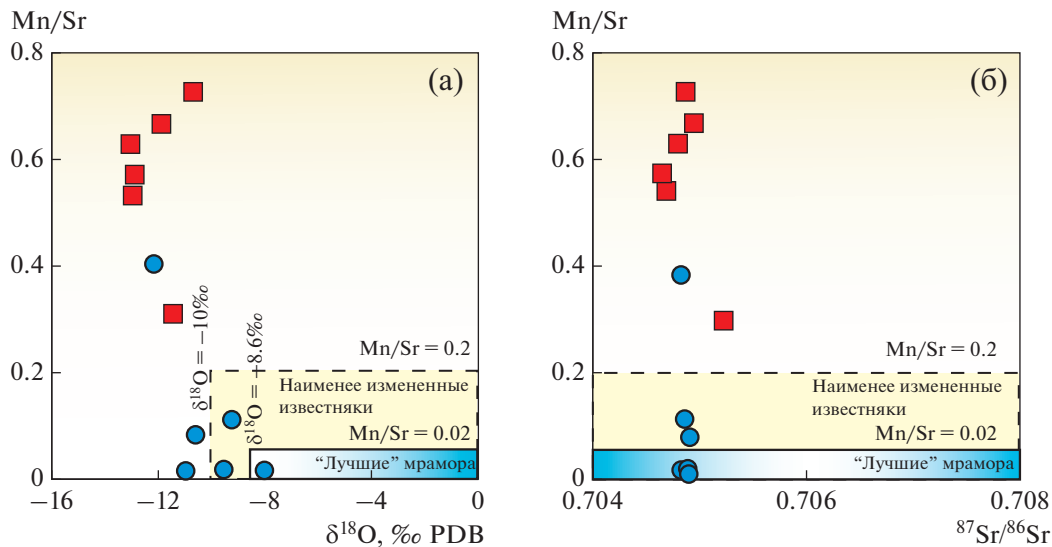 Mn/Sr
0.8
0.6
0.4
0.2
0
−16
−12
−8
−4
0
δ¹⁸O, ‰ PDB
(а)
δ¹⁸O = −10‰
δ¹⁸O = +8.6‰
Mn/Sr = 0.2
Наименее измененные
известняки
Mn/Sr = 0.02
“Лучшие” мрамора
Mn/Sr
0.8
0.6
0.4
0.2
0
0.704
0.706
0.708
⁸⁷Sr/⁸⁶Sr
(б)
Mn/Sr = 0.2
Наименее измененные
известняки
Mn/Sr = 0.02
“Лучшие” мрамора